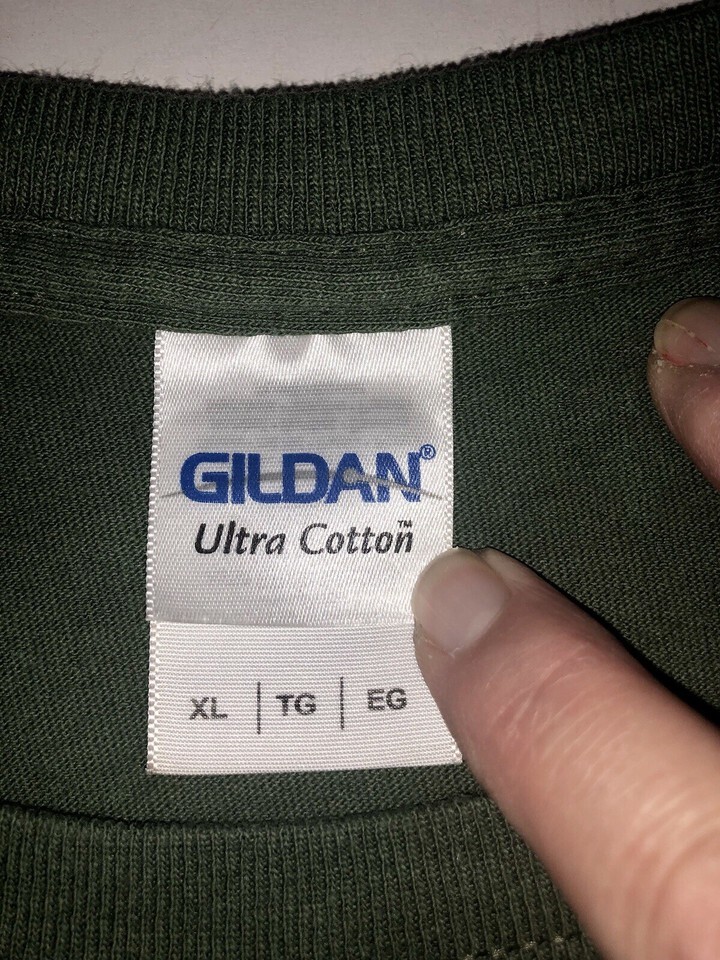 GILDAN®
Ultra Cotton™
XL | TG | EG